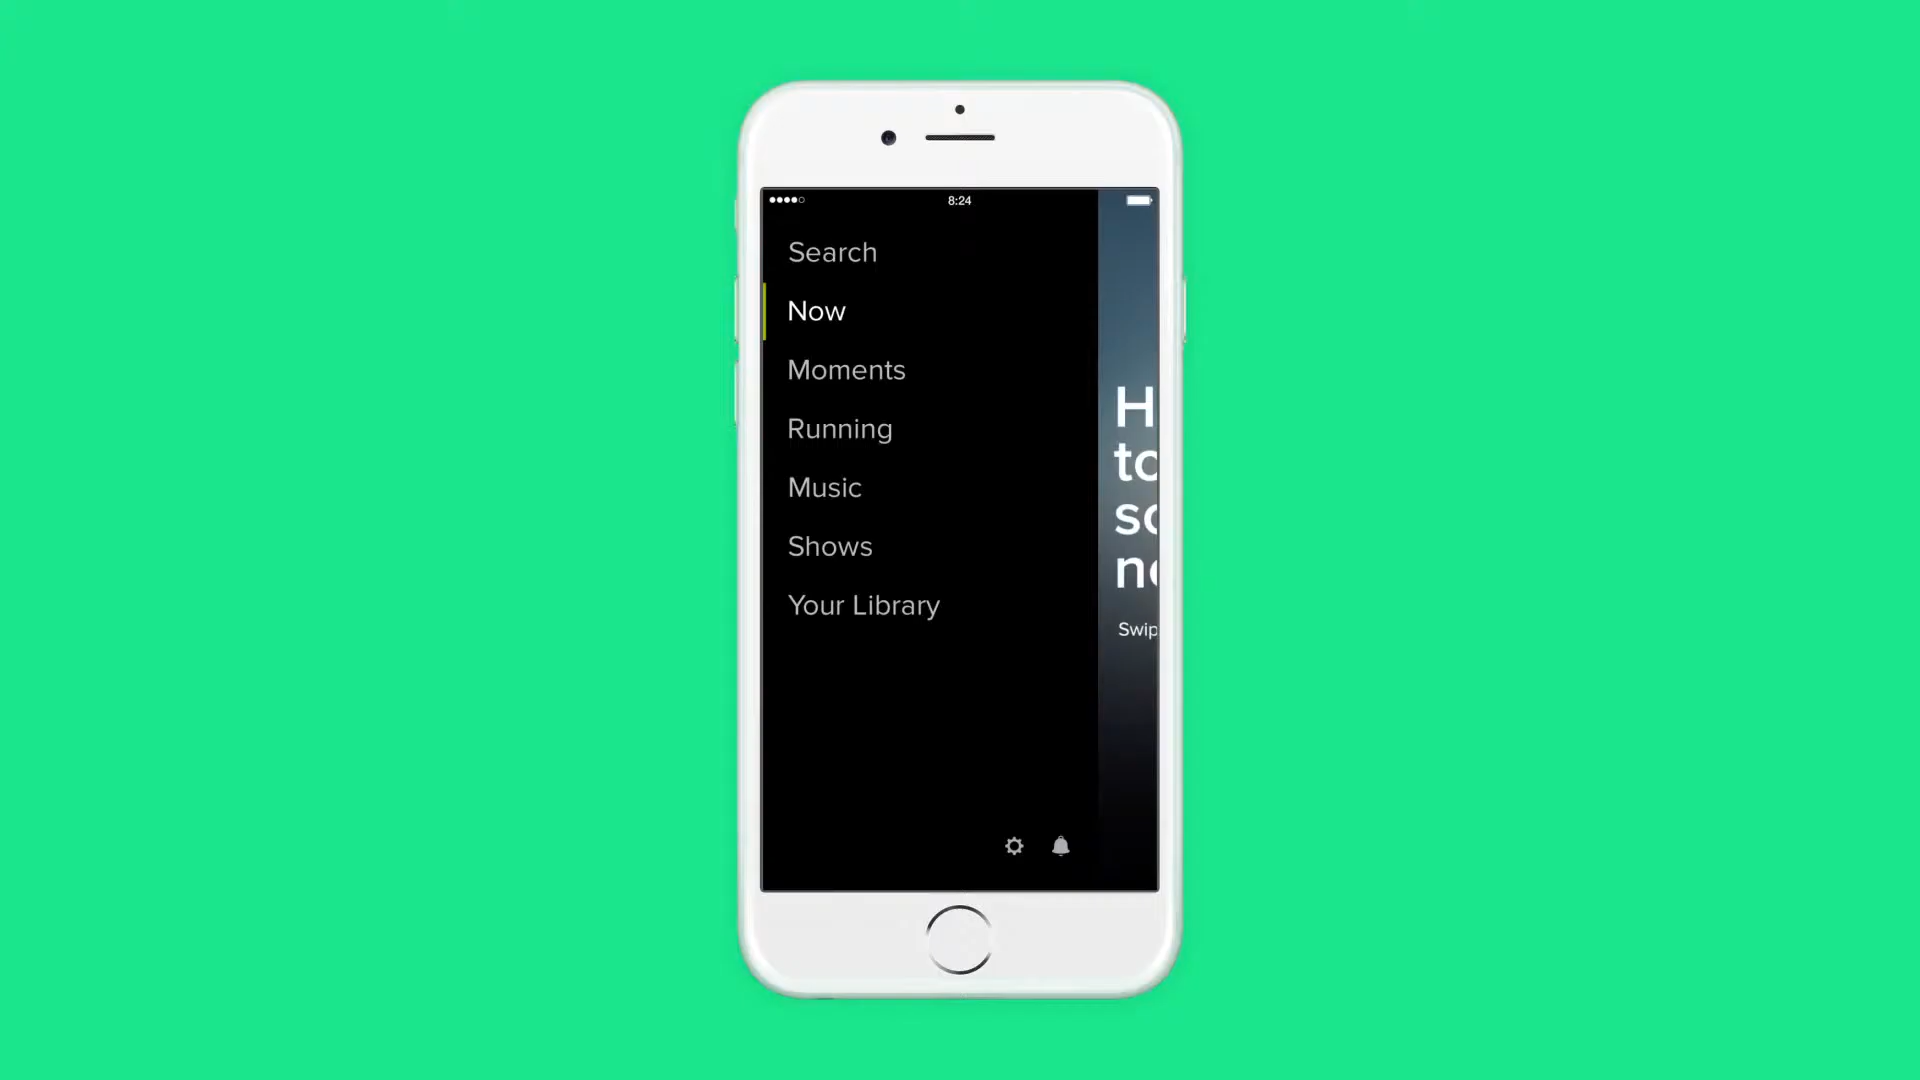 8:24
Search
Now
Moments
Running
Music
Shows
Your Library
H
to
so
Swip